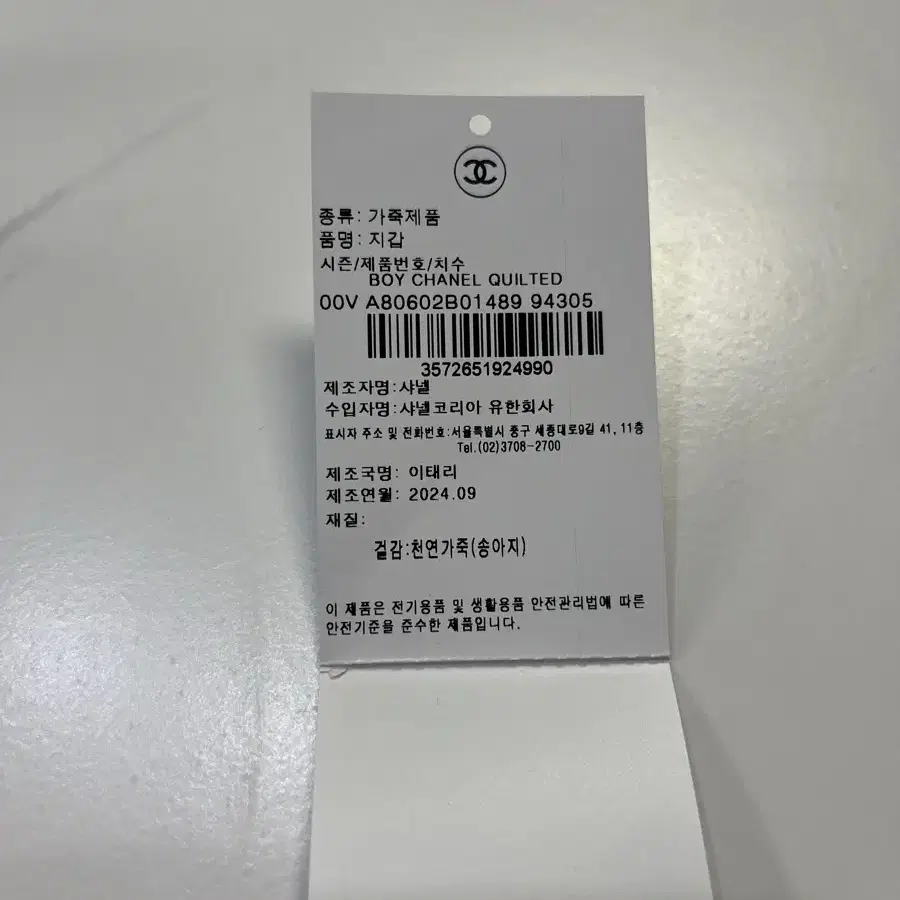 종류: 가죽제품
품명: 지갑
시즌/제품번호/치수
BOY CHANEL QUILTED
00V A80602B01489 94305
3572651924990
제조자명:샤넬
수입자명:샤넬코리아 유한회사
표시자 주소 및 전화번호:서울특별시 중구 세종대로9길 41, 11층
Tel.(02)3708-2700
제조국명: 이태리
제조연월: 2024.09
재질:
겉감:천연가죽(송아지)
이 제품은 전기용품 및 생활용품 안전관리법에 따른
안전기준을 준수한 제품입니다.